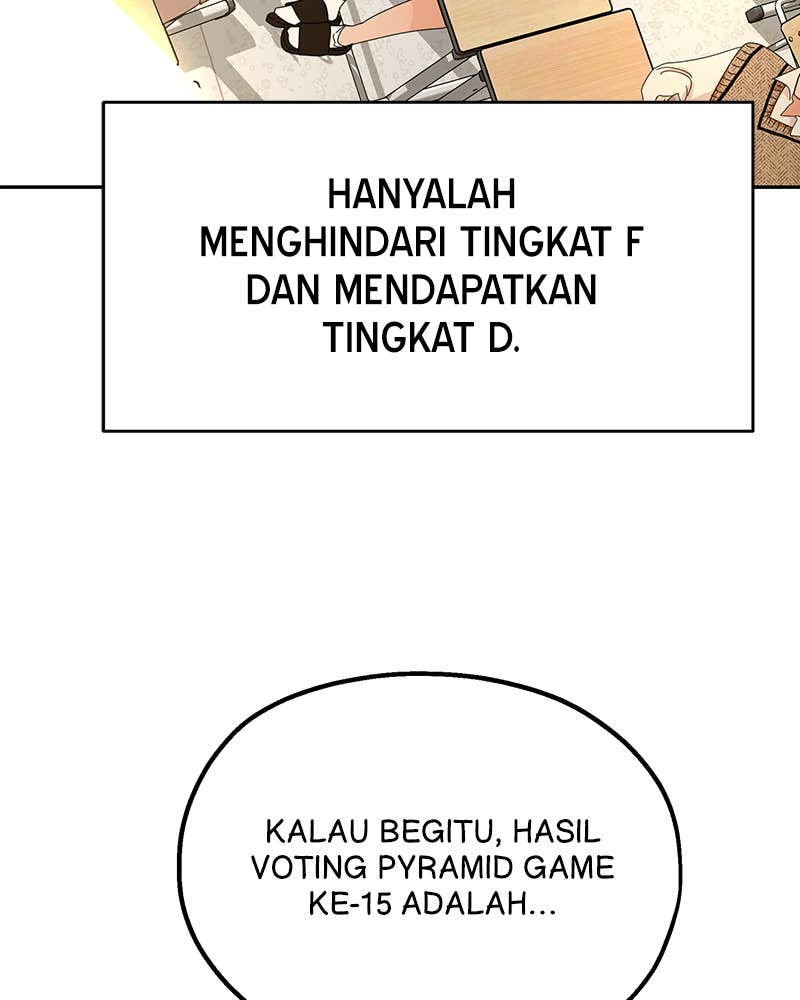 HANYALAH
MENGHINDARI TINGKAT F
DAN MENDAPATKAN
TINGKAT D.
KALAU BEGITU, HASIL
VOTING PYRAMID GAME
KE-15 ADALAH...